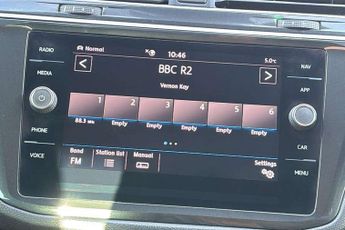 RADIO
MEDIA
PHONE
VOICE
Normal
10:46
5.0°C
BBC R2
Vernon Kay
1 2 3 4 5 6
88.3 MHz Empty Empty Empty Empty Empty
Band Station list Manual Settings
FM
NAV
APP
CAR
MENU